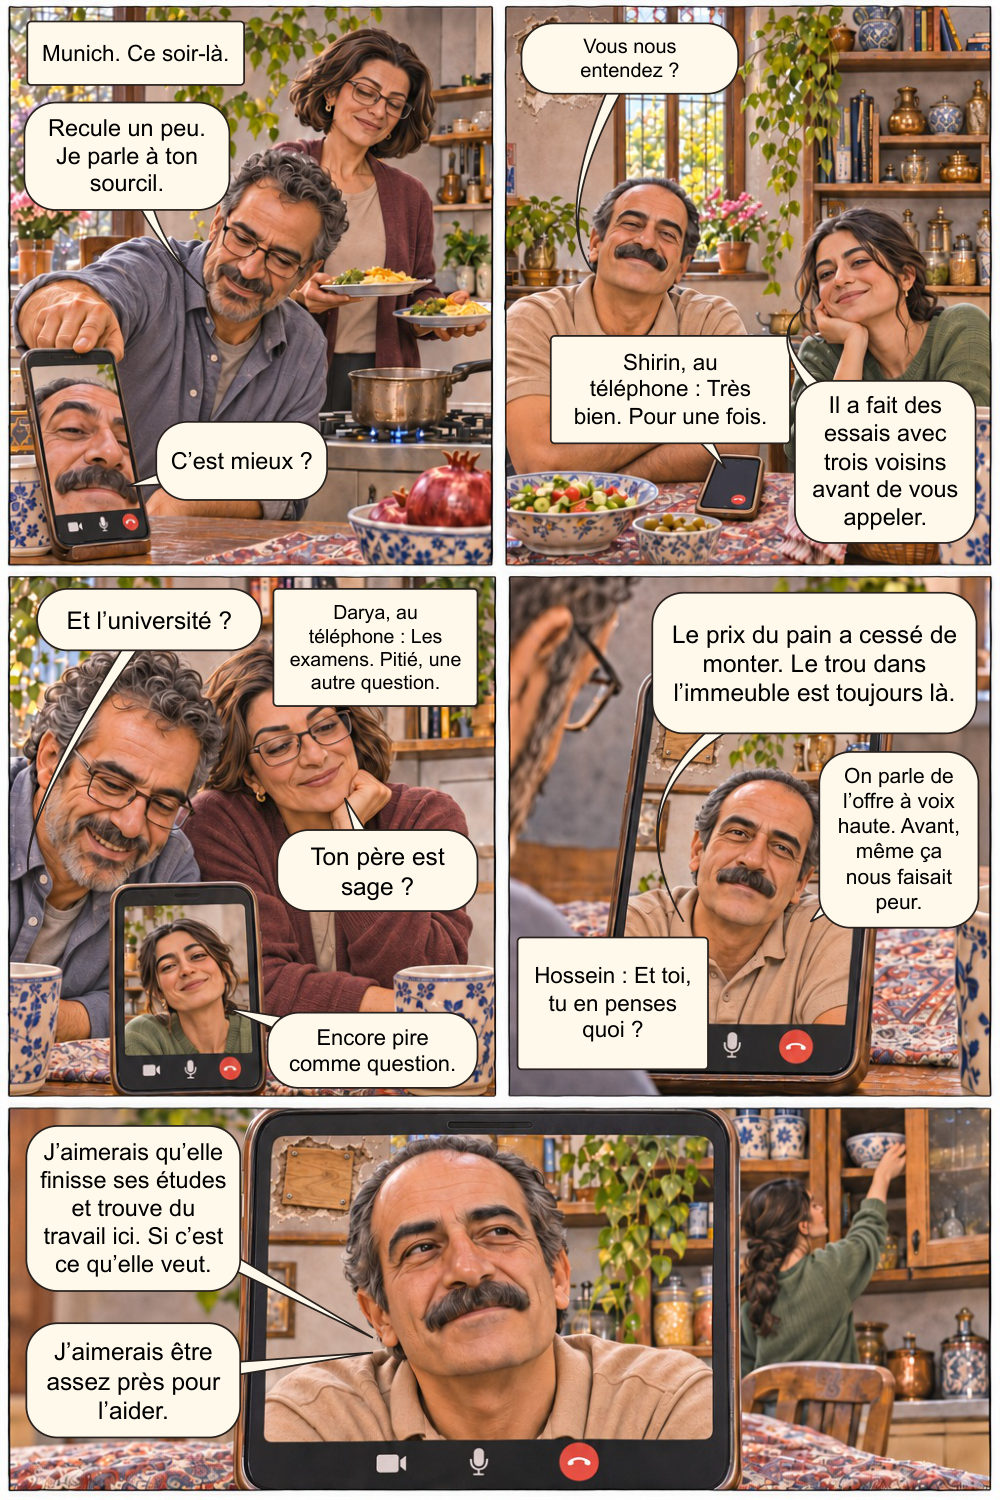 Munich. Ce soir-là.
Recule un peu.
Je parle à ton
sourcil.
C'est mieux ?
Vous nous
entendez ?
Shirin, au
téléphone : Très
bien. Pour une fois.
Il a fait des
essais avec
trois voisins
avant de vous
appeler.
Et l'université ?
Darya, au
téléphone : Les
examens. Pitié, une
autre question.
Ton père est
sage ?
Encore pire
comme question.
Le prix du pain a cessé de
monter. Le trou dans
l'immeuble est toujours là.
On parle de
l'offre à voix
haute. Avant,
même ça
nous faisait
peur.
Hossein : Et toi,
tu en penses
quoi ?
J'aimerais qu'elle
finisse ses études
et trouve du
travail ici. Si c'est
ce qu'elle veut.
J'aimerais être
assez près pour
l'aider.